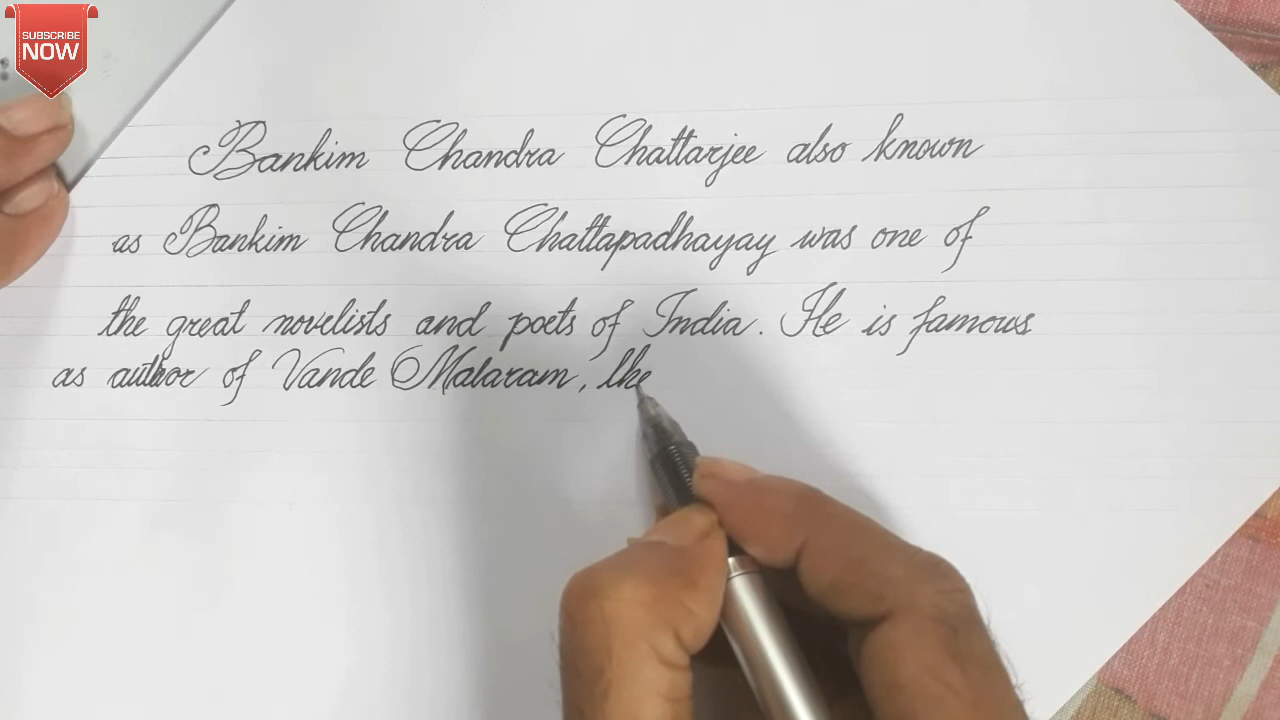 SUBSCRIBE
NOW
Bankim Chandra Chattarjee also known
as Bankim Chandra Chattapadhayay was one of
the great novelists and poets of India. He is famous
as author of Vande Mataram, the